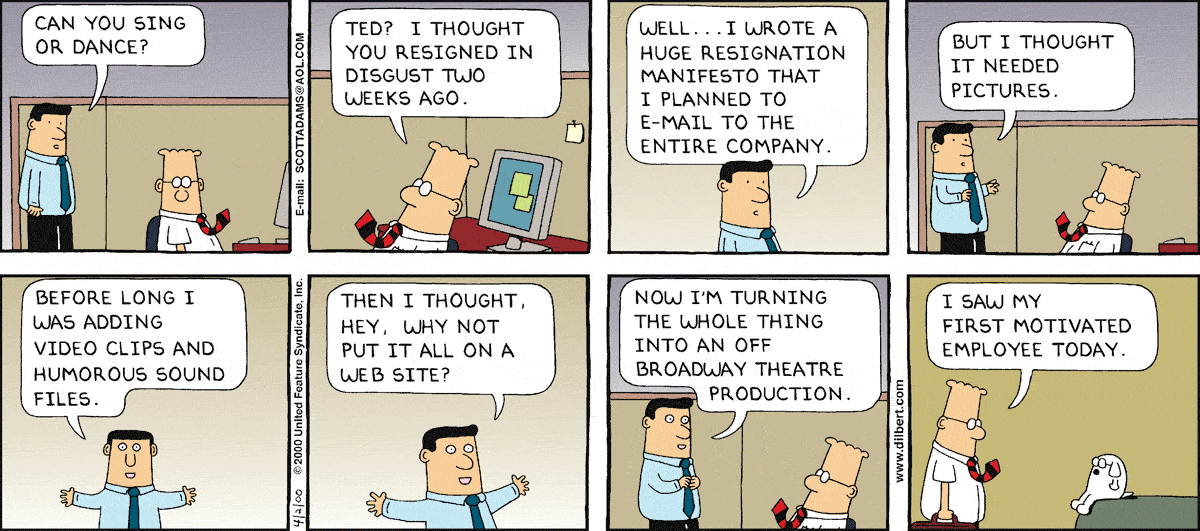 CAN YOU SING
OR DANCE?
E-mail: SCOTTADAMS@AOL.COM
TED? I THOUGHT
YOU RESIGNED IN
DISGUST TWO
WEEKS AGO.
WELL...I WROTE A
HUGE RESIGNATION
MANIFESTO THAT
I PLANNED TO
E-MAIL TO THE
ENTIRE COMPANY.
BUT I THOUGHT
IT NEEDED
PICTURES.
BEFORE LONG I
WAS ADDING
VIDEO CLIPS AND
HUMOROUS SOUND
FILES.
4/2/00 © 2000 United Feature Syndicate, Inc.
THEN I THOUGHT,
HEY, WHY NOT
PUT IT ALL ON A
WEB SITE?
NOW I'M TURNING
THE WHOLE THING
INTO AN OFF
BROADWAY THEATRE
PRODUCTION.
www.dilbert.com
I SAW MY
FIRST MOTIVATED
EMPLOYEE TODAY.